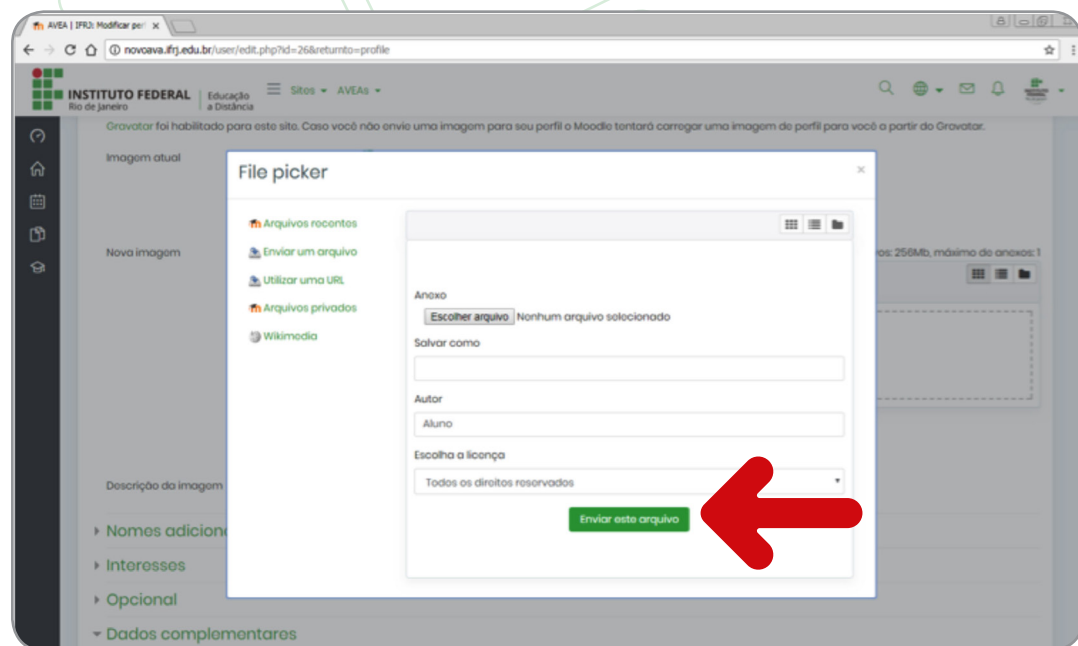 AVEA | IFRJ: Modificar per
novoava.ifrj.edu.br/user/edit.php?id=26&returnto=profile
INSTITUTO FEDERAL
Rio de Janeiro
Educação
a Distância
Sites
AVEAs
Gravatar foi habilitado para este site. Caso você não envie uma imagem para seu perfil o Moodle tentará carregar uma imagem de perfil para você a partir do Gravatar.
Imagem atual
File picker
Arquivos recentes
Enviar um arquivo
Utilizar uma URL
Arquivos privados
Wikimedia
Nova imagem
os: 256Mb, máximo de anexos: 1
Anexo
Escolher arquivo Nenhum arquivo selecionado
Salvar como
Autor
Aluno
Escolha a licença
Todos os direitos reservados
Enviar este arquivo
Descrição da imagem
Nomes adicion
Interesses
Opcional
Dados complementares